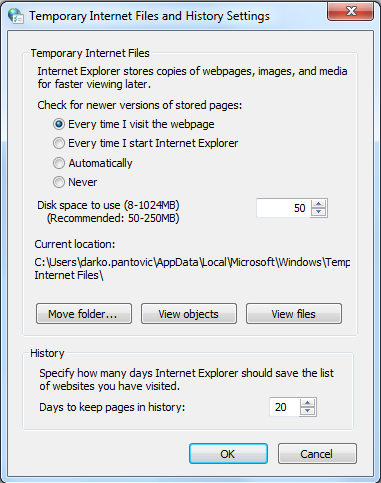 Temporary Internet Files and History Settings
Temporary Internet Files
Internet Explorer stores copies of webpages, images, and media
for faster viewing later.
Check for newer versions of stored pages:
Every time I visit the webpage
Every time I start Internet Explorer
Automatically
Never
Disk space to use (8-1024MB)
(Recommended: 50-250MB)
50
Current location:
C:\Users\darko.pantovic\AppData\Local\Microsoft\Windows\Temp
Internet Files\
Move folder... View objects View files
History
Specify how many days Internet Explorer should save the list
of websites you have visited.
Days to keep pages in history: 20
OK Cancel